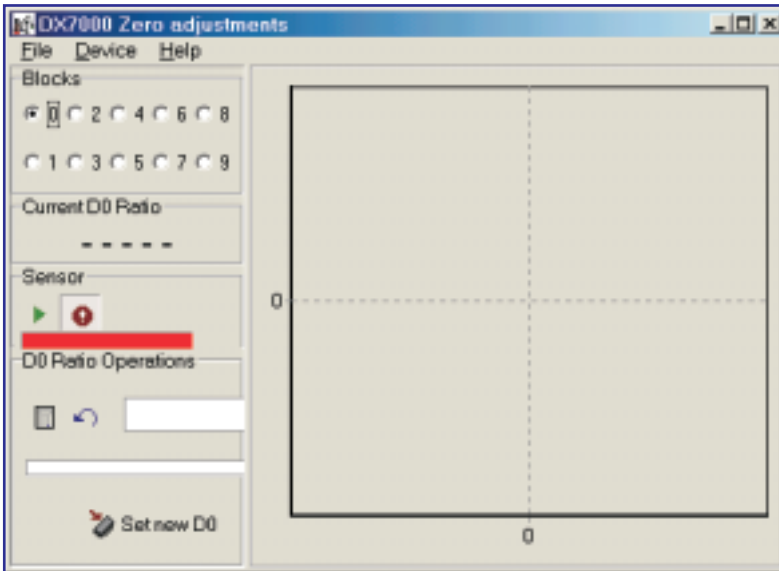 DX7000 Zero adjustments
File Device Help
Blocks
0 2 4 6 8
1 3 5 7 9
Current D0 Ratio
- - - - -
Sensor
D0 Ratio Operations
Set new D0
0
0